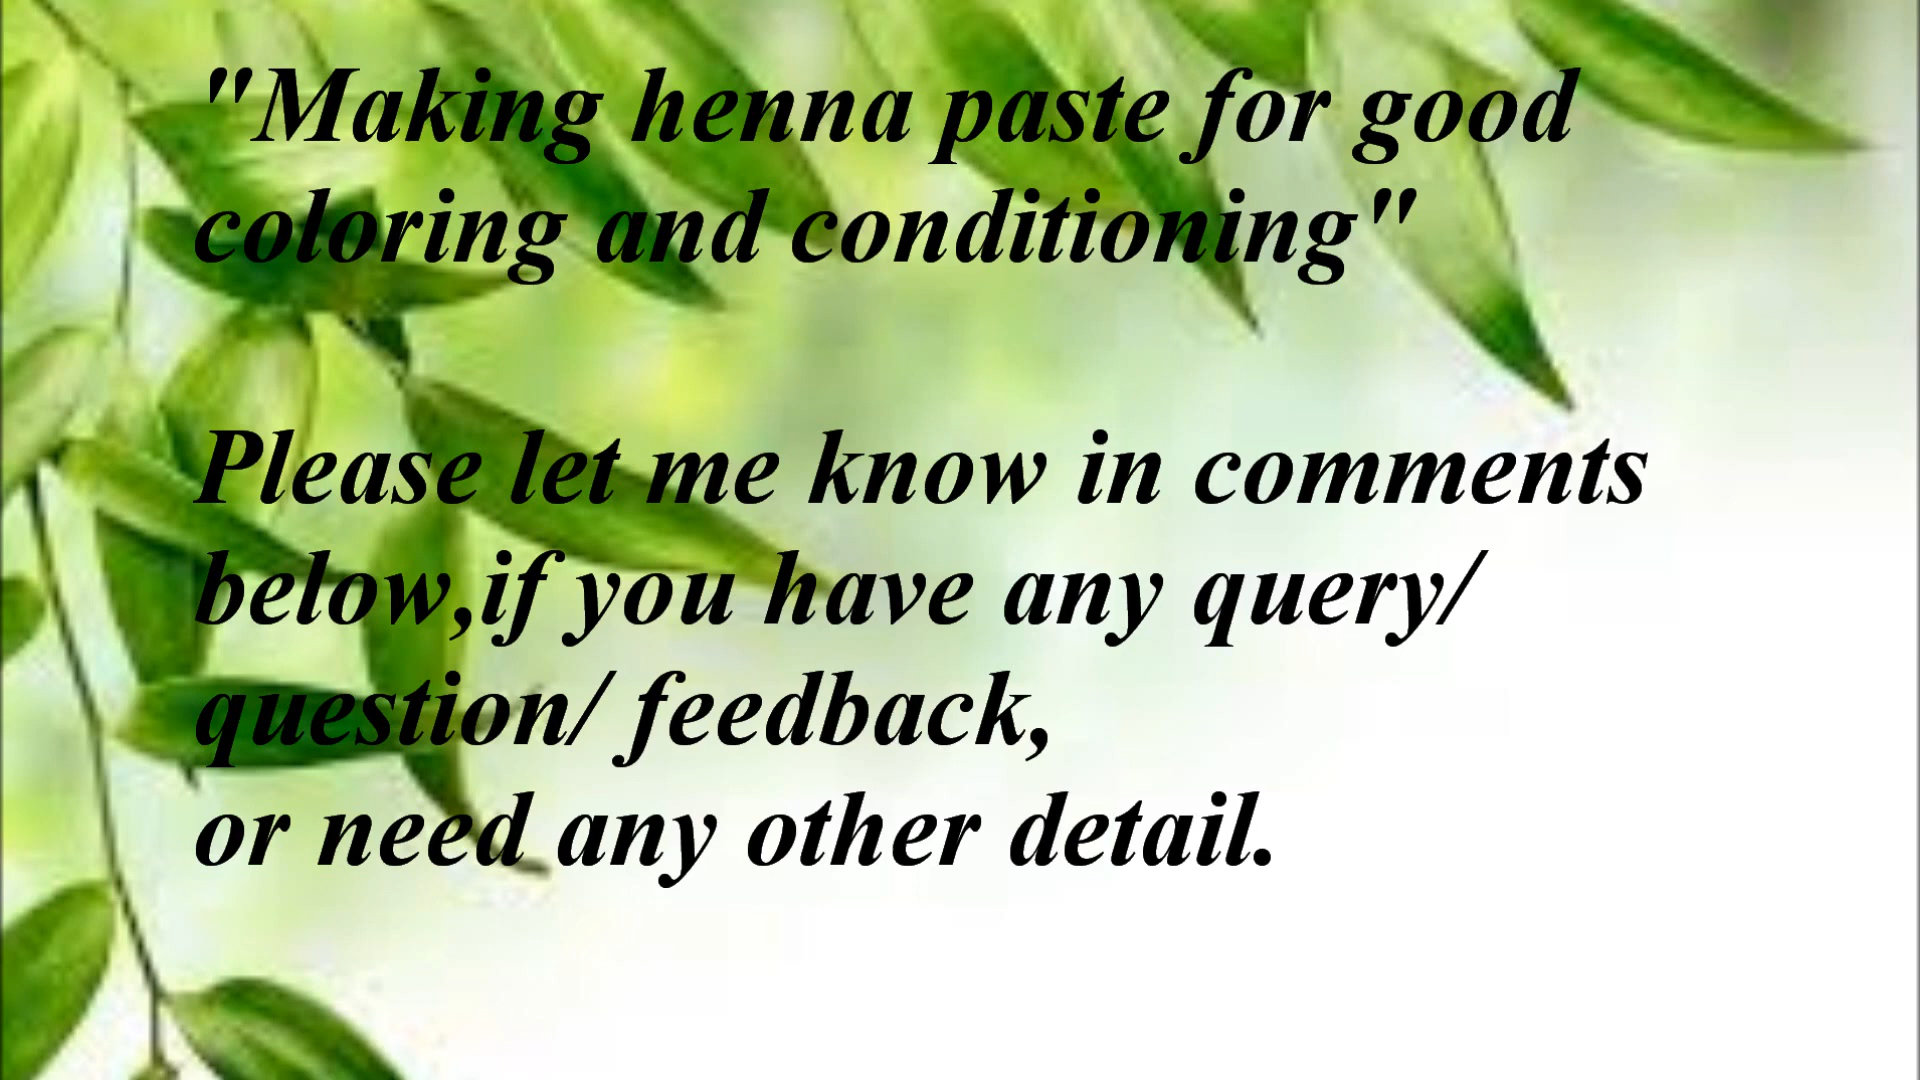 "Making henna paste for good
coloring and conditioning"
Please let me know in comments
below,if you have any query/
question/ feedback,
or need any other detail.